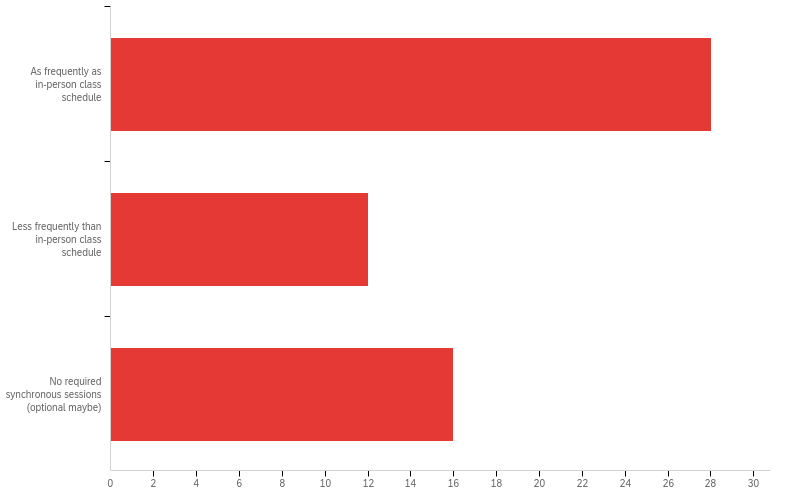 As frequently as
in-person class
schedule
Less frequently than
in-person class
schedule
No required
synchronous sessions
(optional maybe)
0 2 4 6 8 10 12 14 16 18 20 22 24 26 28 30